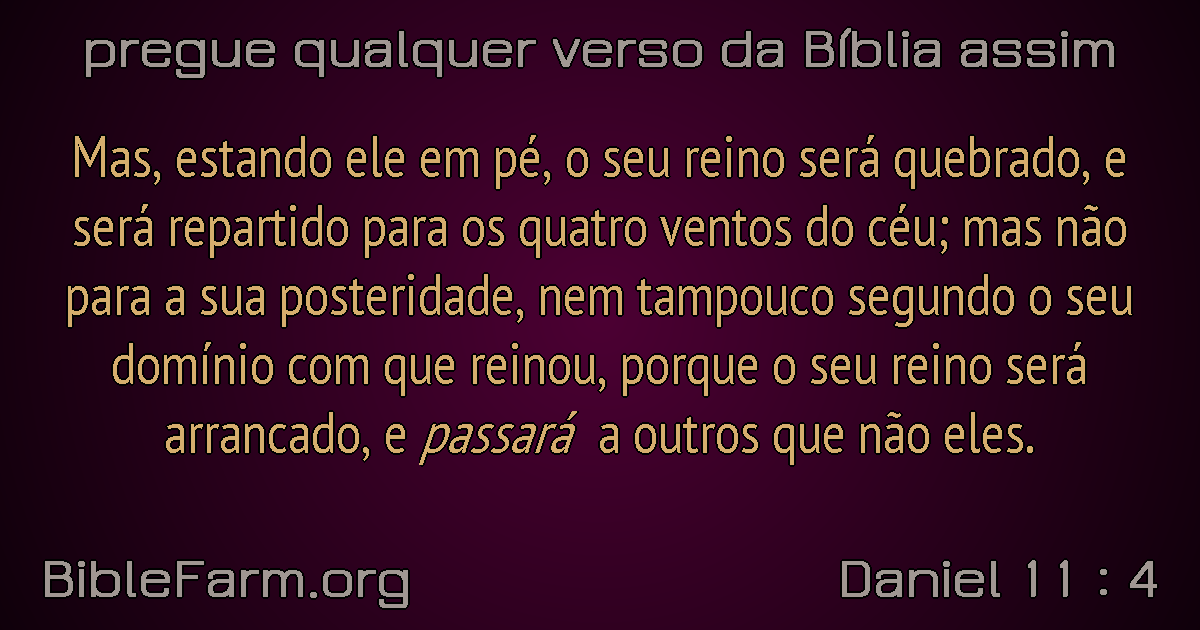 pregue qualquer verso da Bíblia assim
Mas, estando ele em pé, o seu reino será quebrado, e
será repartido para os quatro ventos do céu; mas não
para a sua posteridade, nem tampouco segundo o seu
domínio com que reinou, porque o seu reino será
arrancado, e passará a outros que não eles.
BibleFarm.org
Daniel 11 : 4